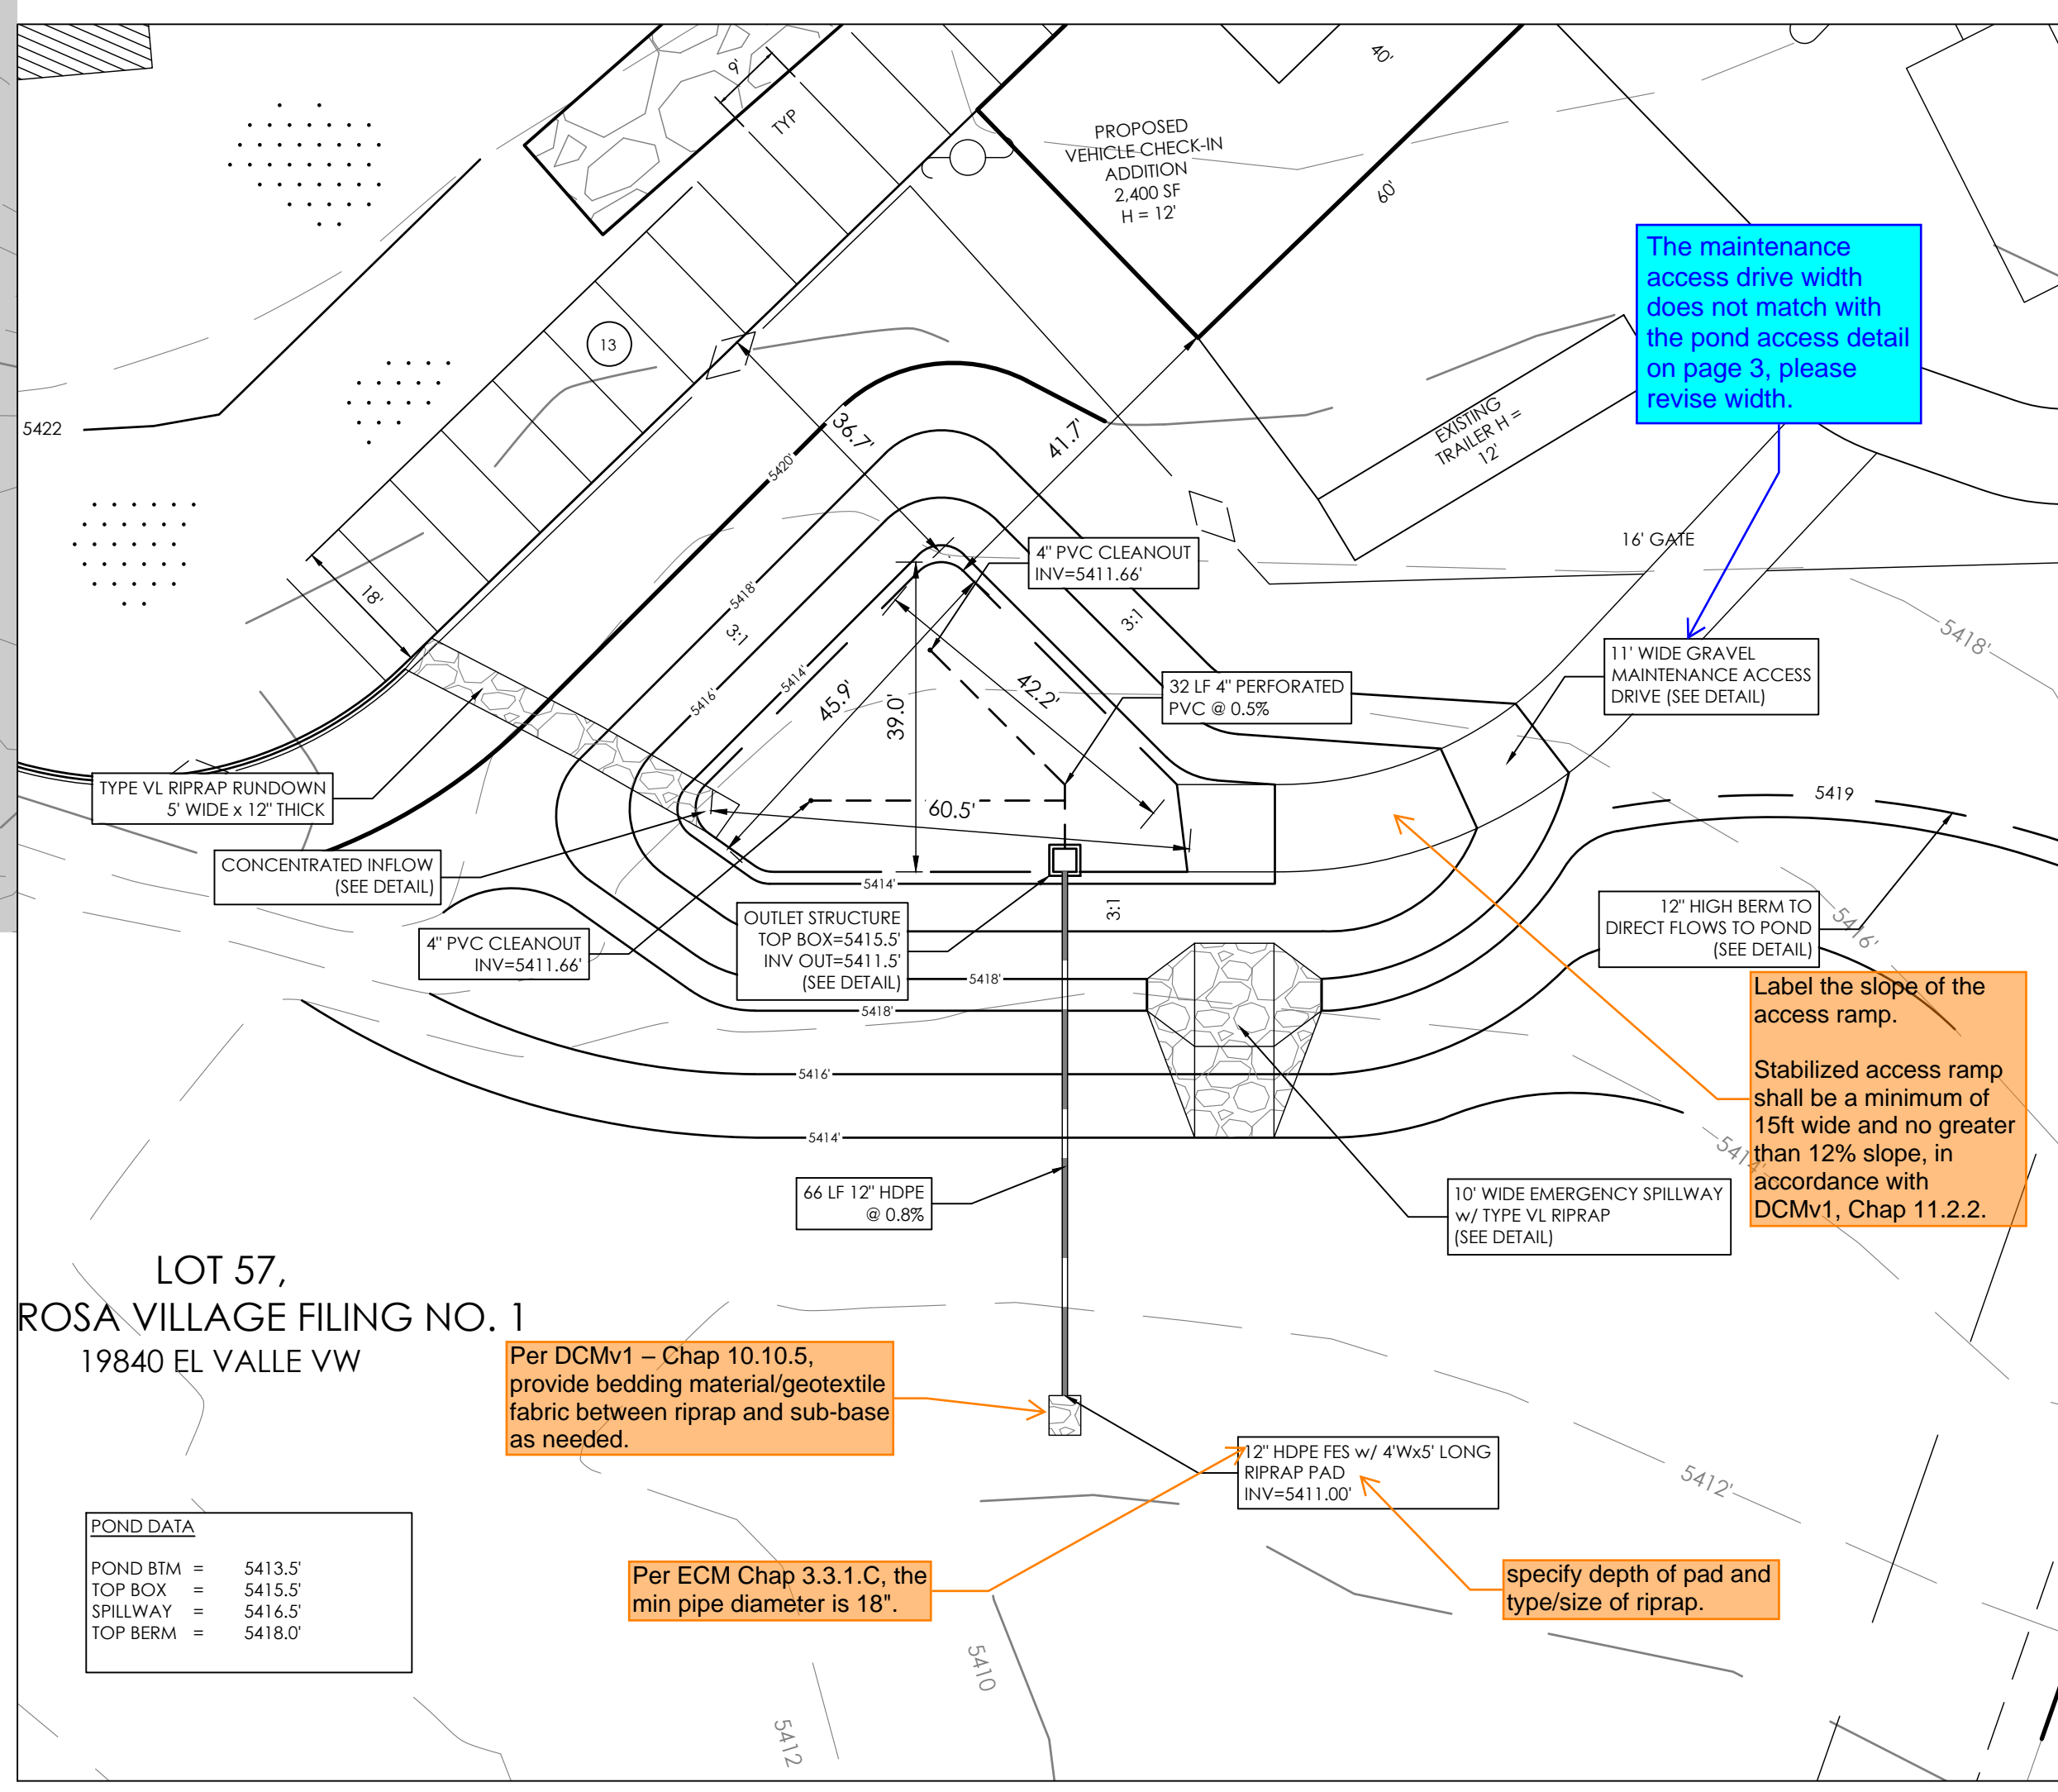 9'
TYP
40'
PROPOSED
VEHICLE CHECK-IN
ADDITION
2,400 SF
H = 12'
60'
The maintenance
access drive width
does not match with
the pond access detail
on page 3, please
revise width.
13
5422
36.7'
41.7'
5420'
EXISTING
TRAILER H =
12'
16' GATE
4" PVC CLEANOUT
INV=5411.66'
18'
5418'
3:1
3:1
5418'
11' WIDE GRAVEL
MAINTENANCE ACCESS
DRIVE (SEE DETAIL)
5414'
5416'
45.9'
39.0'
42.2'
32 LF 4" PERFORATED
PVC @ 0.5%
TYPE VL RIPRAP RUNDOWN
5' WIDE x 12" THICK
60.5'
5419
CONCENTRATED INFLOW
(SEE DETAIL)
5414'
3:1
12" HIGH BERM TO
DIRECT FLOWS TO POND
(SEE DETAIL)
5416'
OUTLET STRUCTURE
TOP BOX=5415.5'
INV OUT=5411.5'
(SEE DETAIL)
4" PVC CLEANOUT
INV=5411.66'
5418'
5418'
Label the slope of the
access ramp.
Stabilized access ramp
shall be a minimum of
15ft wide and no greater
than 12% slope, in
accordance with
DCMv1, Chap 11.2.2.
5416'
5414'
5414'
66 LF 12" HDPE
@ 0.8%
10' WIDE EMERGENCY SPILLWAY
w/ TYPE VL RIPRAP
(SEE DETAIL)
LOT 57,
ROSA VILLAGE FILING NO. 1
19840 EL VALLE VW
Per DCMv1 – Chap 10.10.5,
provide bedding material/geotextile
fabric between riprap and sub-base
as needed.
12" HDPE FES w/ 4'Wx5' LONG
RIPRAP PAD
INV=5411.00'
5412'
POND DATA
POND BTM = 5413.5'
TOP BOX = 5415.5'
SPILLWAY = 5416.5'
TOP BERM = 5418.0'
Per ECM Chap 3.3.1.C, the
min pipe diameter is 18".
specify depth of pad and
type/size of riprap.
5410
5412